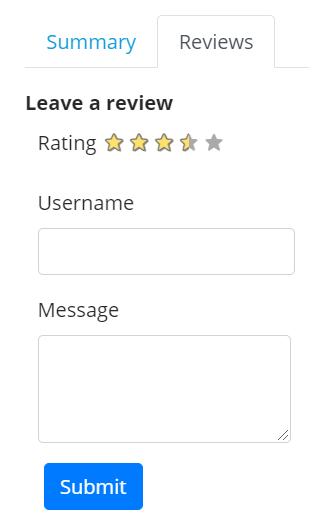 Summary Reviews
Leave a review
Rating
Username
Message
Submit